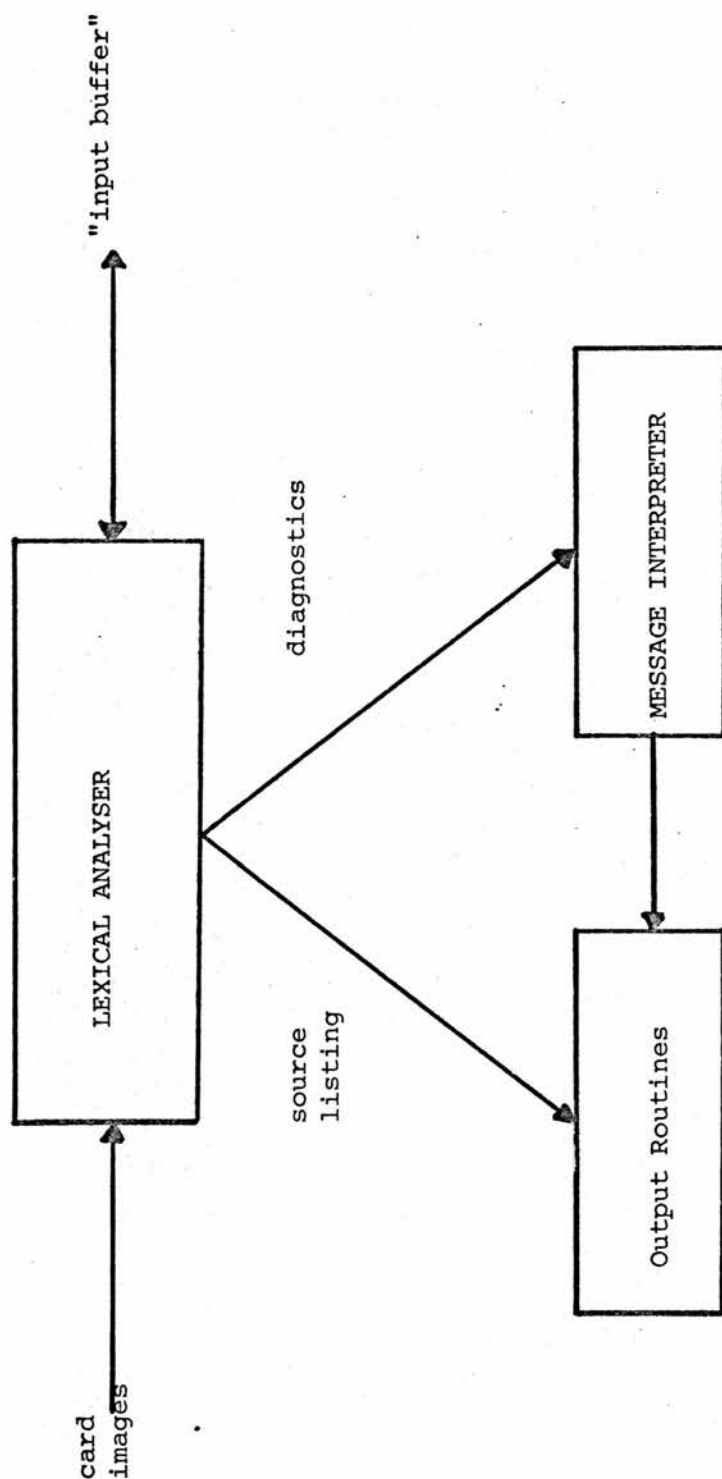 card
images
LEXICAL ANALYSER
"input buffer"
source
listing
diagnostics
Output Routines
MESSAGE INTERPRETER